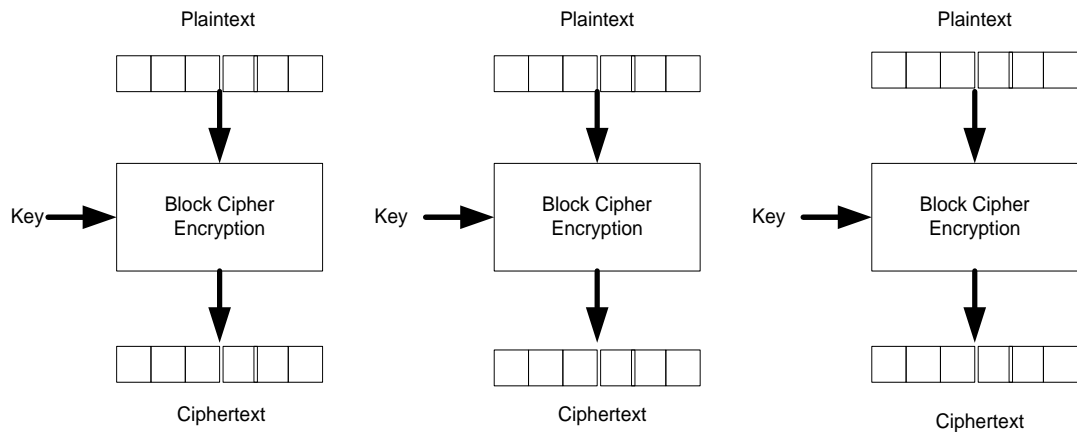 Plaintext
Plaintext
Plaintext
Key
Block Cipher
Encryption
Key
Block Cipher
Encryption
Key
Block Cipher
Encryption
Ciphertext
Ciphertext
Ciphertext